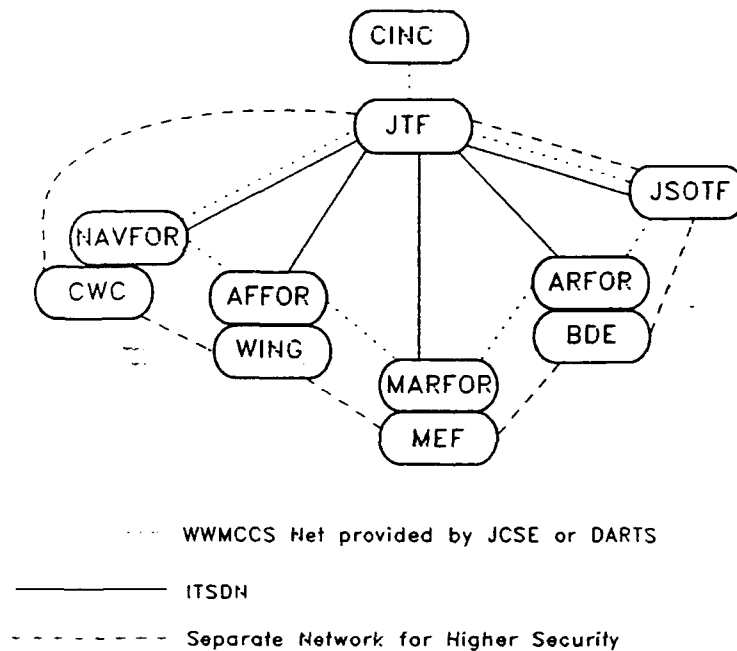 CINC
JTF
JSOTF
NAVFOR
CWC
AFFOR
WING
ARFOR
BDE
MARFOR
MEF
WWMCCS Net provided by JCSE or DARTS
ITSDN
Separate Network for Higher Security